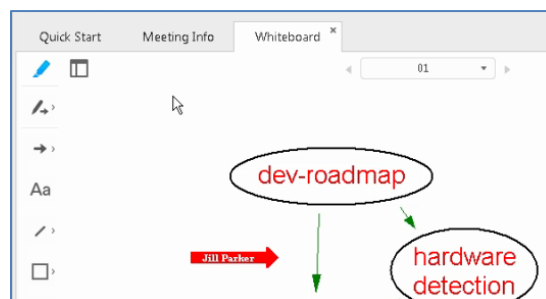 Quick Start Meeting Info Whiteboard
01
Aa
dev-roadmap
Jill Parker
hardware
detection